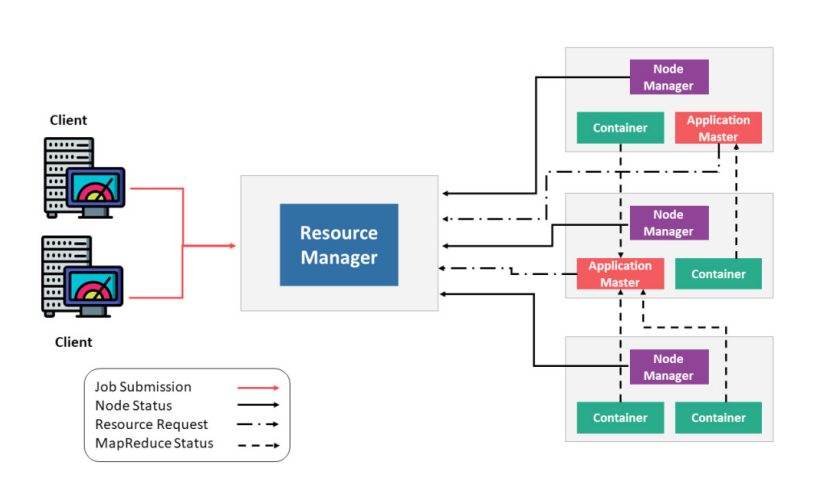 Client
Client
Resource
Manager
Node
Manager
Container
Application
Master
Node
Manager
Application
Master
Container
Node
Manager
Container
Container
Job Submission
Node Status
Resource Request
MapReduce Status